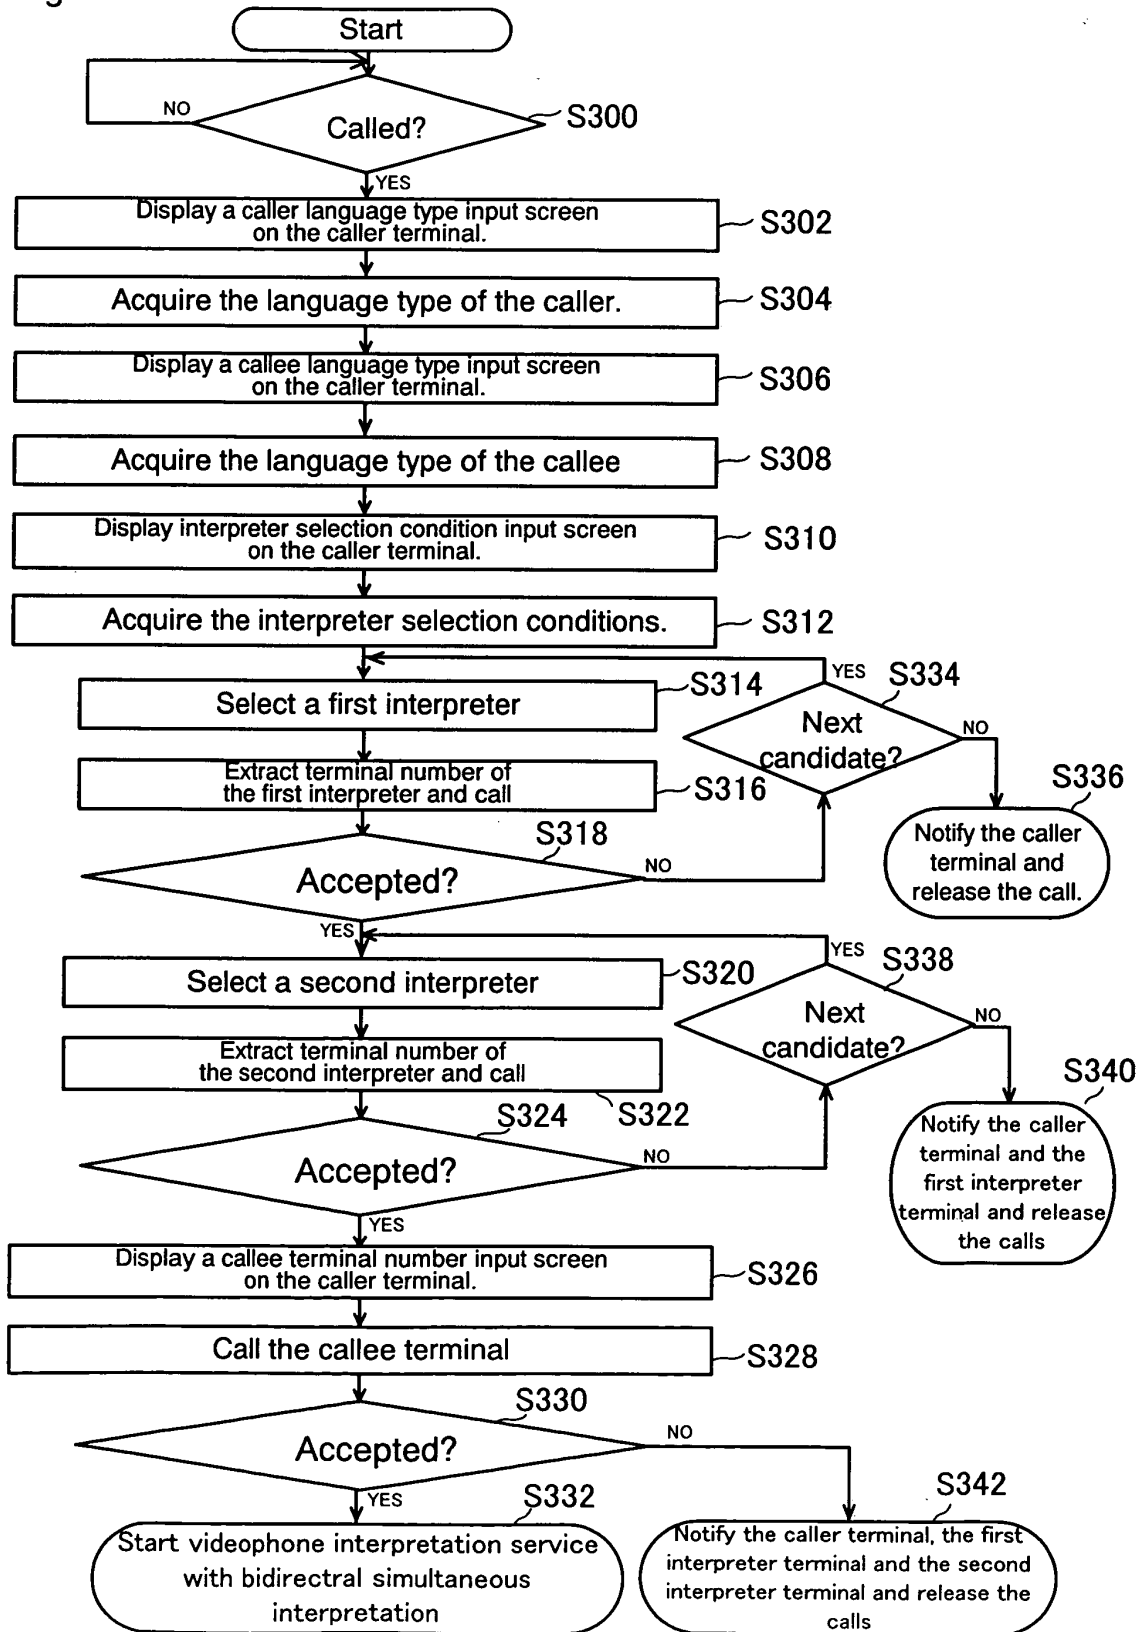 Start
NO
Called?
S300
YES
Display a caller language type input screen
on the caller terminal.
S302
Acquire the language type of the caller.
S304
Display a callee language type input screen
on the caller terminal.
S306
Acquire the language type of the callee
S308
Display interpreter selection condition input screen
on the caller terminal.
S310
Acquire the interpreter selection conditions.
S312
Select a first interpreter
S314
YES
S334
Next
candidate?
NO
Extract terminal number of
the first interpreter and call
S316
S336
Notify the caller
terminal and
release the call.
S318
Accepted?
NO
YES
Select a second interpreter
S320
YES
S338
Next
candidate?
NO
Extract terminal number of
the second interpreter and call
S322
S340
Notify the caller
terminal and the
first interpreter
terminal and release
the calls
S324
Accepted?
NO
YES
Display a callee terminal number input screen
on the caller terminal.
S326
Call the callee terminal
S328
S330
Accepted?
NO
YES
S332
Start videophone interpretation service
with bidirectral simultaneous
interpretation
S342
Notify the caller terminal, the first
interpreter terminal and the second
interpreter terminal and release the
calls